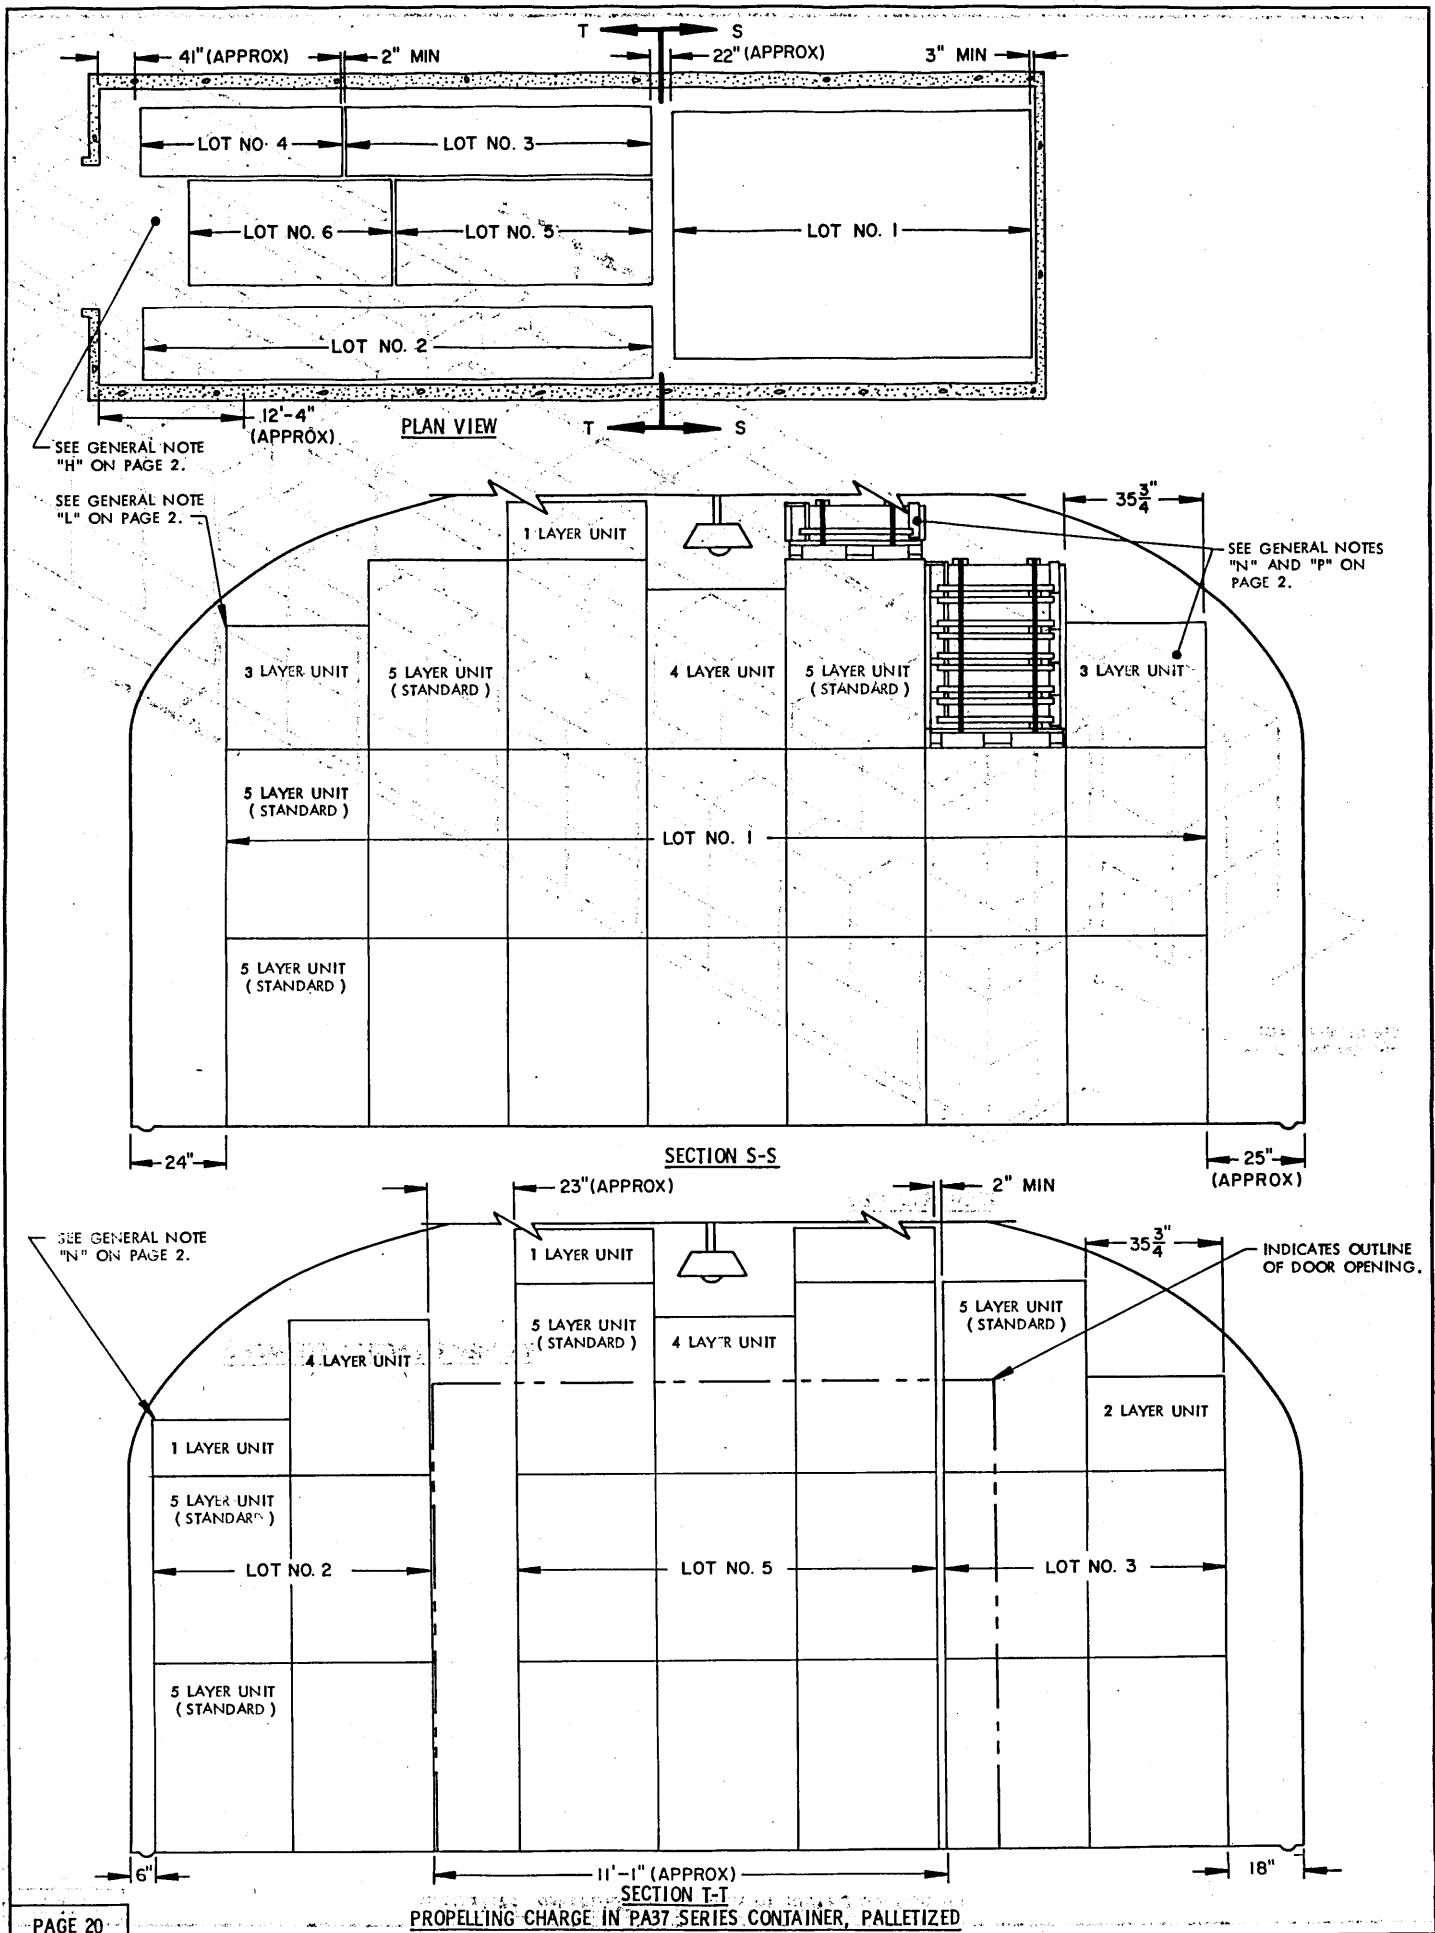 T S
41" (APPROX) 2" MIN 22" (APPROX) 3" MIN
LOT NO. 4 LOT NO. 3
LOT NO. 6 LOT NO. 5 LOT NO. 1
LOT NO. 2
12'-4"
(APPROX)
PLAN VIEW
T S
SEE GENERAL NOTE
"H" ON PAGE 2.
SEE GENERAL NOTE
"L" ON PAGE 2.
35 3/4"
1 LAYER UNIT
SEE GENERAL NOTES
"N" AND "P" ON
PAGE 2.
3 LAYER UNIT
5 LAYER UNIT
(STANDARD)
4 LAYER UNIT
5 LAYER UNIT
(STANDARD)
3 LAYER UNIT
5 LAYER UNIT
(STANDARD)
LOT NO. 1
5 LAYER UNIT
(STANDARD)
24"
SECTION S-S
25"
(APPROX)
23" (APPROX)
2" MIN
SEE GENERAL NOTE
"N" ON PAGE 2.
35 3/4"
INDICATES OUTLINE
OF DOOR OPENING.
1 LAYER UNIT
5 LAYER UNIT
(STANDARD)
4 LAYER UNIT
5 LAYER UNIT
(STANDARD)
4 LAYER UNIT
2 LAYER UNIT
1 LAYER UNIT
5 LAYER UNIT
(STANDARD)
LOT NO. 2
LOT NO. 5
LOT NO. 3
5 LAYER UNIT
(STANDARD)
6"
11'-1" (APPROX)
18"
SECTION T-T
PROPELLING CHARGE IN PA37 SERIES CONTAINER, PALLETIZED
PAGE 20